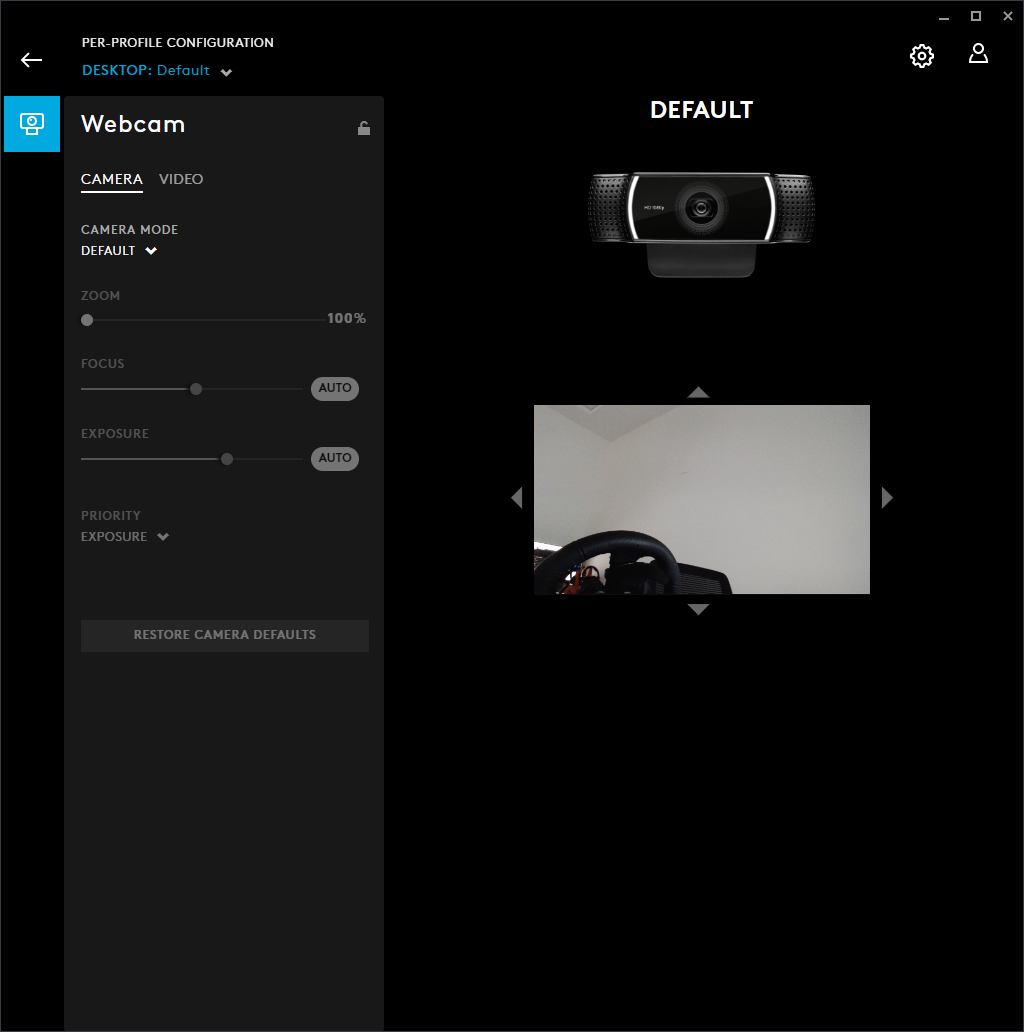 PER-PROFILE CONFIGURATION
DESKTOP: Default
Webcam
CAMERA VIDEO
CAMERA MODE
DEFAULT
ZOOM
100%
FOCUS
AUTO
EXPOSURE
AUTO
PRIORITY
EXPOSURE
RESTORE CAMERA DEFAULTS
DEFAULT
HD 1080p